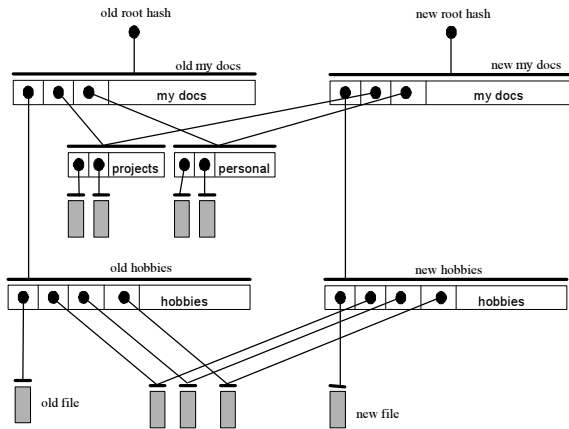 old root hash
new root hash
old my docs
new my docs
my docs
my docs
projects
personal
old hobbies
new hobbies
hobbies
hobbies
old file
new file